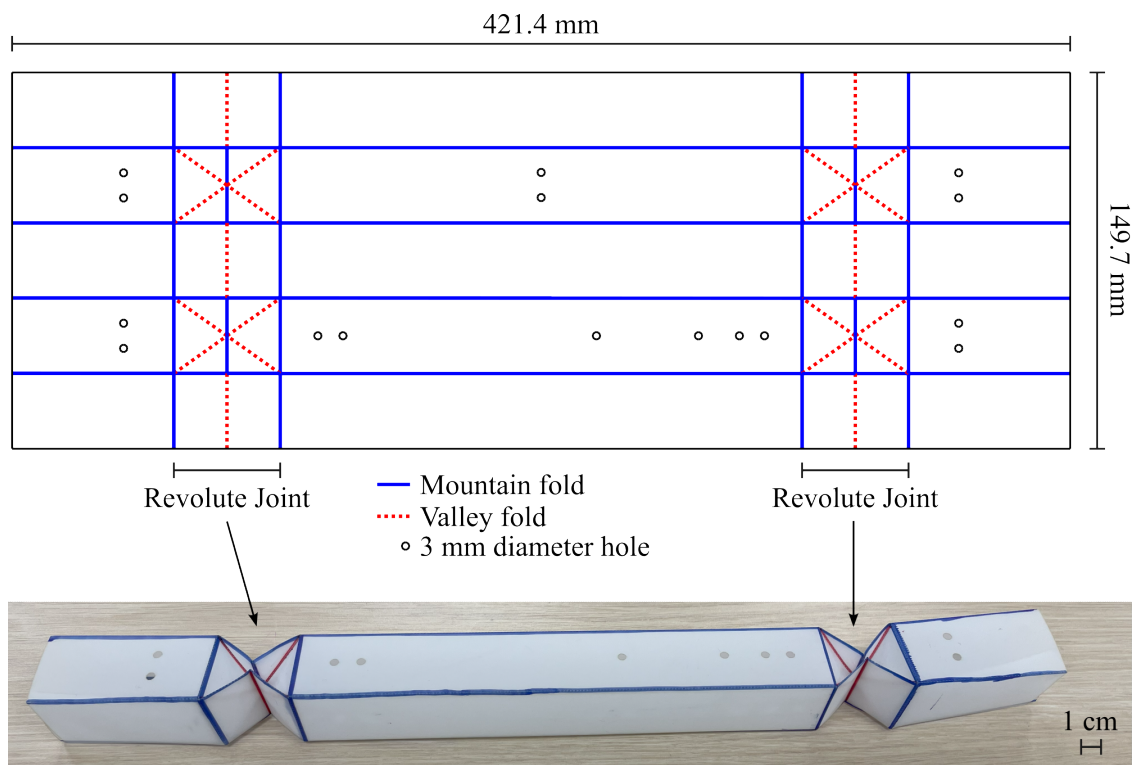 421.4 mm
149.7 mm
Revolute Joint
Revolute Joint
Mountain fold
Valley fold
3 mm diameter hole
1 cm